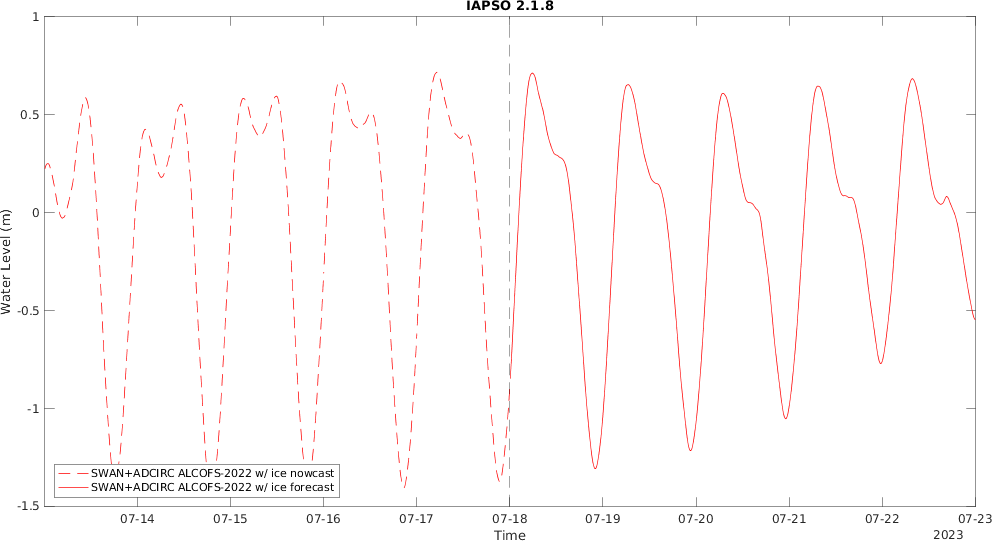 IAPSO 2.1.8
1
0.5
0
-0.5
-1
-1.5
Water Level (m)
SWAN+ADCIRC ALCOFS-2022 w/ ice nowcast
SWAN+ADCIRC ALCOFS-2022 w/ ice forecast
07-14 07-15 07-16 07-17 07-18 07-19 07-20 07-21 07-22 07-23
Time
2023